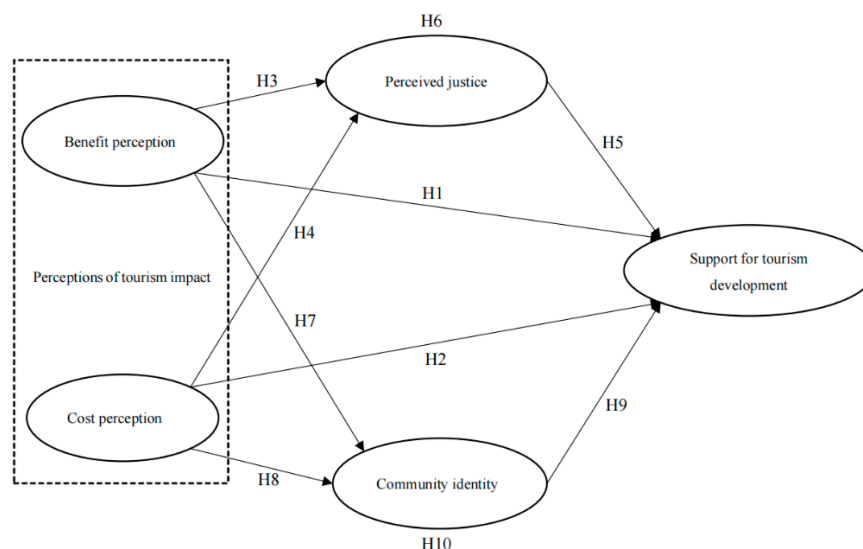 H6
Perceived justice
H3
Benefit perception
H5
H1
H4
Support for tourism
development
Perceptions of tourism impact
H7
H2
Cost perception
H9
H8
Community identity
H10